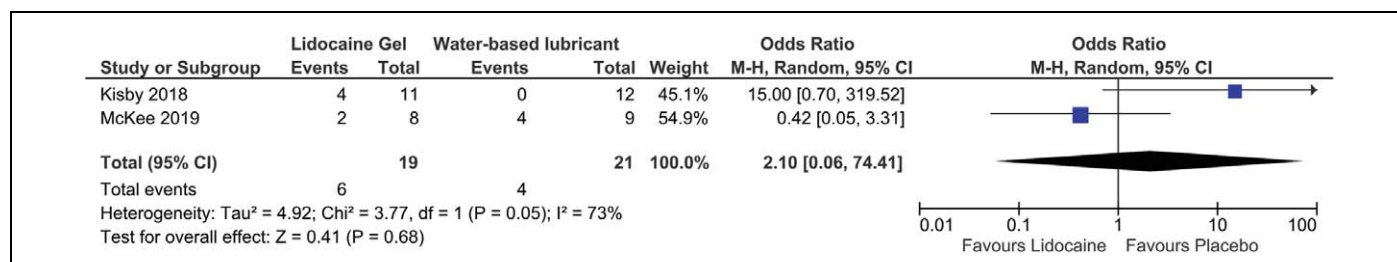 Lidocaine Gel Water-based lubricant Odds Ratio Odds Ratio
Study or Subgroup Events Total Events Total Weight M-H, Random, 95% CI M-H, Random, 95% CI
Kisby 2018 4 11 0 12 45.1% 15.00 [0.70, 319.52]
McKee 2019 2 8 4 9 54.9% 0.42 [0.05, 3.31]
Total (95% CI) 19 21 100.0% 2.10 [0.06, 74.41]
Total events 6 4
Heterogeneity: Tau² = 4.92; Chi² = 3.77, df = 1 (P = 0.05); I² = 73%
Test for overall effect: Z = 0.41 (P = 0.68)
0.01 0.1 1 10 100
Favours Lidocaine Favours Placebo